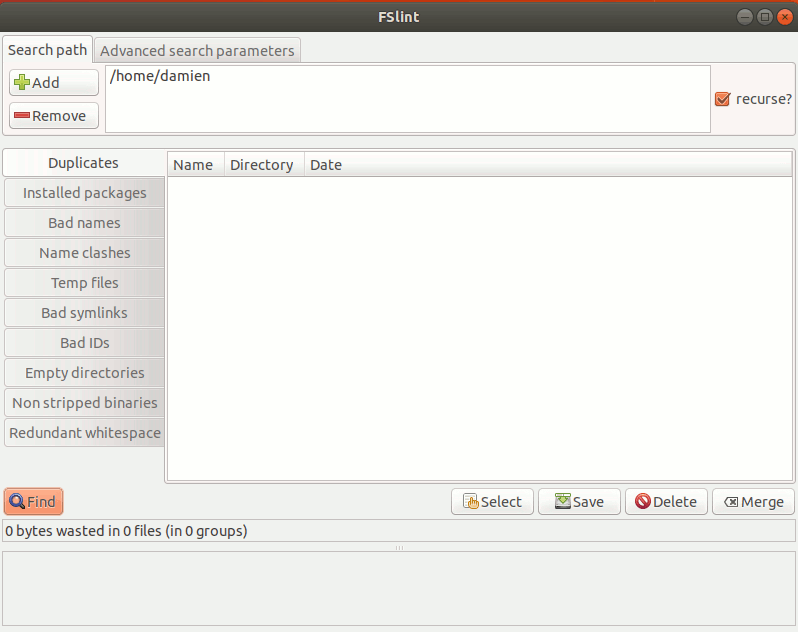 FSlint
Search path Advanced search parameters
Add
/home/damien
recurse?
Remove
Duplicates
Installed packages
Bad names
Name clashes
Temp files
Bad symlinks
Bad IDs
Empty directories
Non stripped binaries
Redundant whitespace
Name Directory Date
Find Select Save Delete Merge
0 bytes wasted in 0 files (in 0 groups)